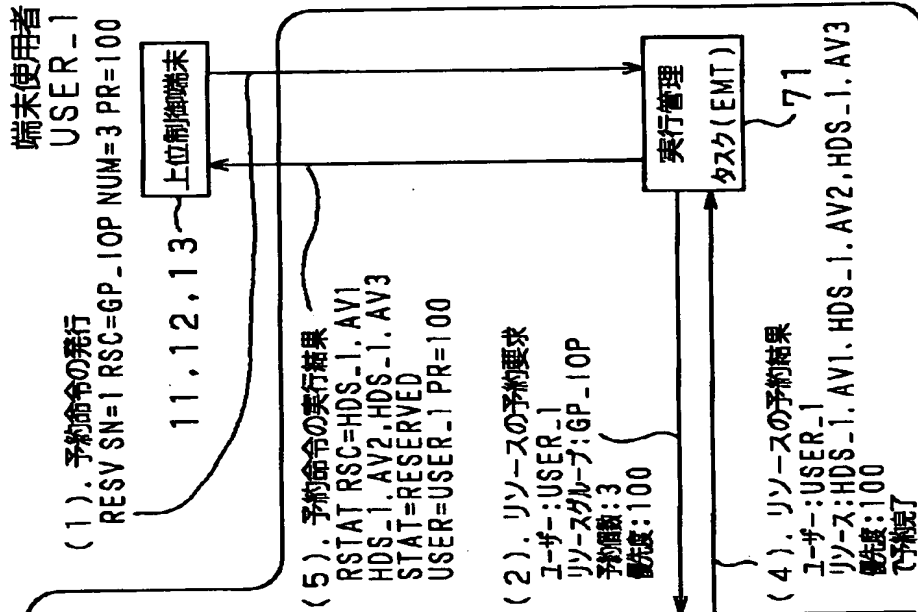 端末使用者
USER_1
(1). 予約命令の発行
RESV SN=1 RSC=GP_IOP NUM=3 PR=100
上位制御端末
11,12,13
(5). 予約命令の実行結果
RSTAT RSC=HDS_1.AV1
HDS_1.AV2,HDS_1.AV3
STAT=RESERVED
USER=USER_1 PR=100
(2). リソースの予約要求
ユーザー:USER_1
リソースグループ:GP_IOP
予約個数:3
優先度:100
実行管理
タスク(EMT)
71
(4). リソースの予約結果
ユーザー:USER_1
リソース:HDS_1.AV1.HDS_1.AV2,HDS_1.AV3
優先度:100
で予約完了